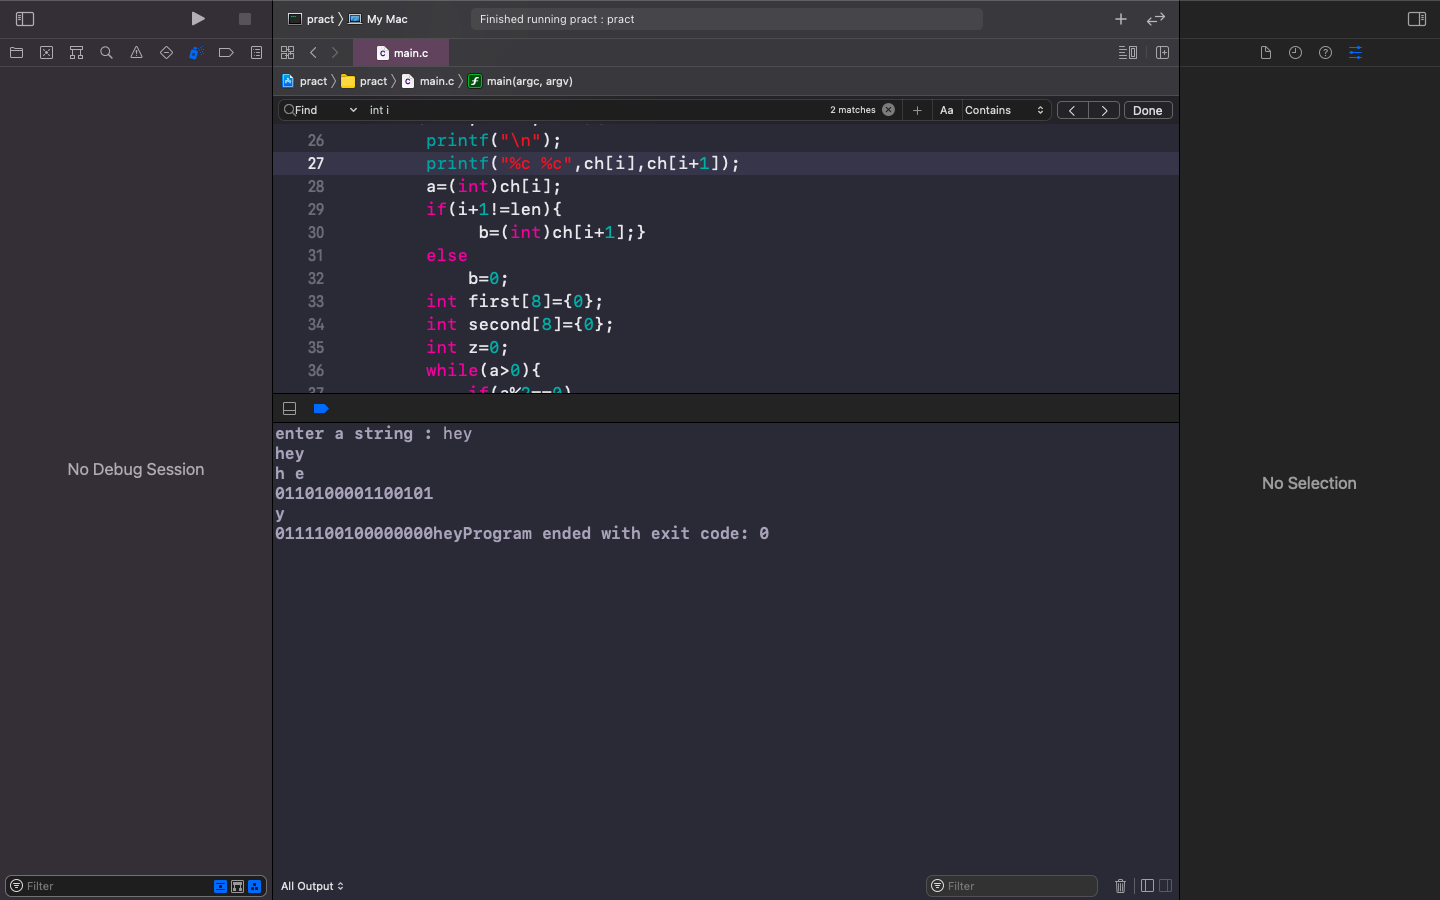 pract › My Mac
Finished running pract : pract
main.c
pract › pract › main.c › main(argc, argv)
Find
int i
2 matches
Aa
Contains
Done
26 printf("\n");
27 printf("%c %c",ch[i],ch[i+1]);
28 a=(int)ch[i];
29 if(i+1!=len){
30 b=(int)ch[i+1];}
31 else
32 b=0;
33 int first[8]={0};
34 int second[8]={0};
35 int z=0;
36 while(a>0){
37 if(a%2==0)
enter a string : hey
hey
h e
0110100001100101
y
0111100100000000heyProgram ended with exit code: 0
No Debug Session
No Selection
Filter
All Output
Filter